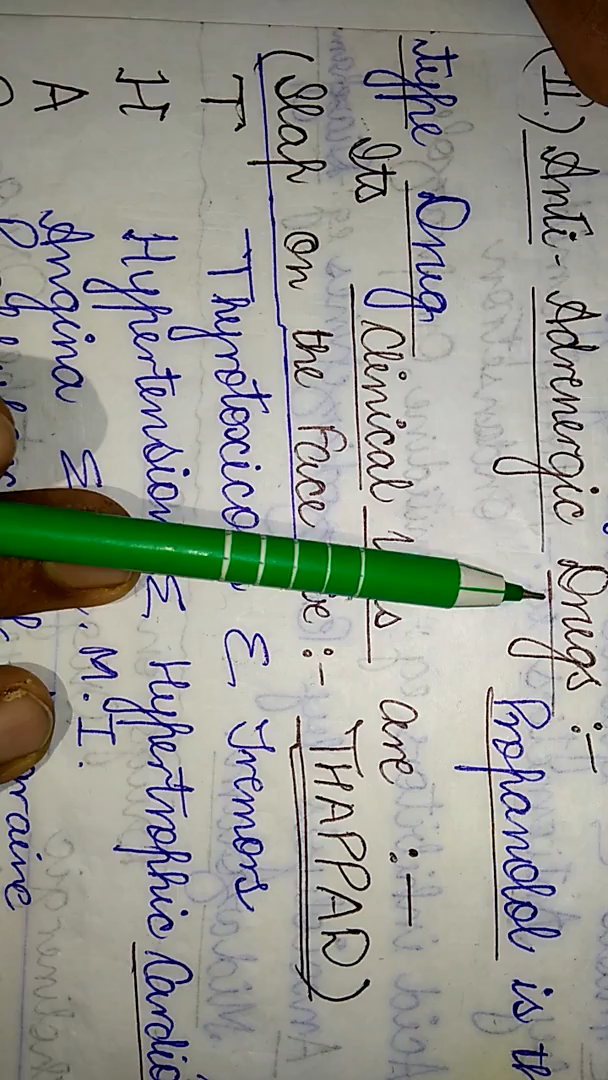 (II.) Anti-Adrenergic Drugs :-
Propanolol is
type Drug
Its Clinical are :-
(Slap on the Face :- THAPPAD)
T Thyrotoxico & Tremors
H Hypertension & Hypertrophic Cardio
A Angina & M.I.
raine